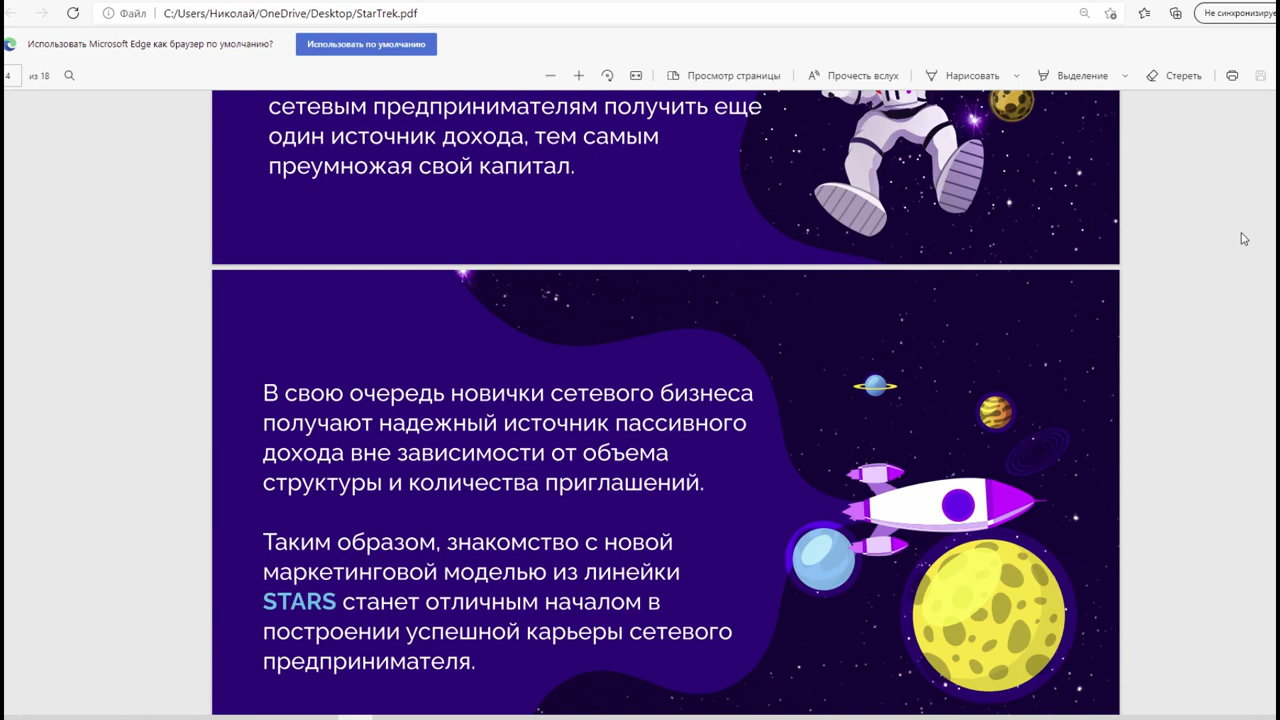 Файл
C:/Users/Николай/OneDrive/Desktop/StarTrek.pdf
Не синхронизируе
Использовать Microsoft Edge как браузер по умолчанию?
Использовать по умолчанию
4 из 18
Просмотр страницы
Прочесть вслух
Нарисовать
Выделение
Стереть
сетевым предпринимателям получить еще
один источник дохода, тем самым
преумножая свой капитал.
В свою очередь новички сетевого бизнеса
получают надежный источник пассивного
дохода вне зависимости от объема
структуры и количества приглашений.
Таким образом, знакомство с новой
маркетинговой моделью из линейки
STARS станет отличным началом в
построении успешной карьеры сетевого
предпринимателя.